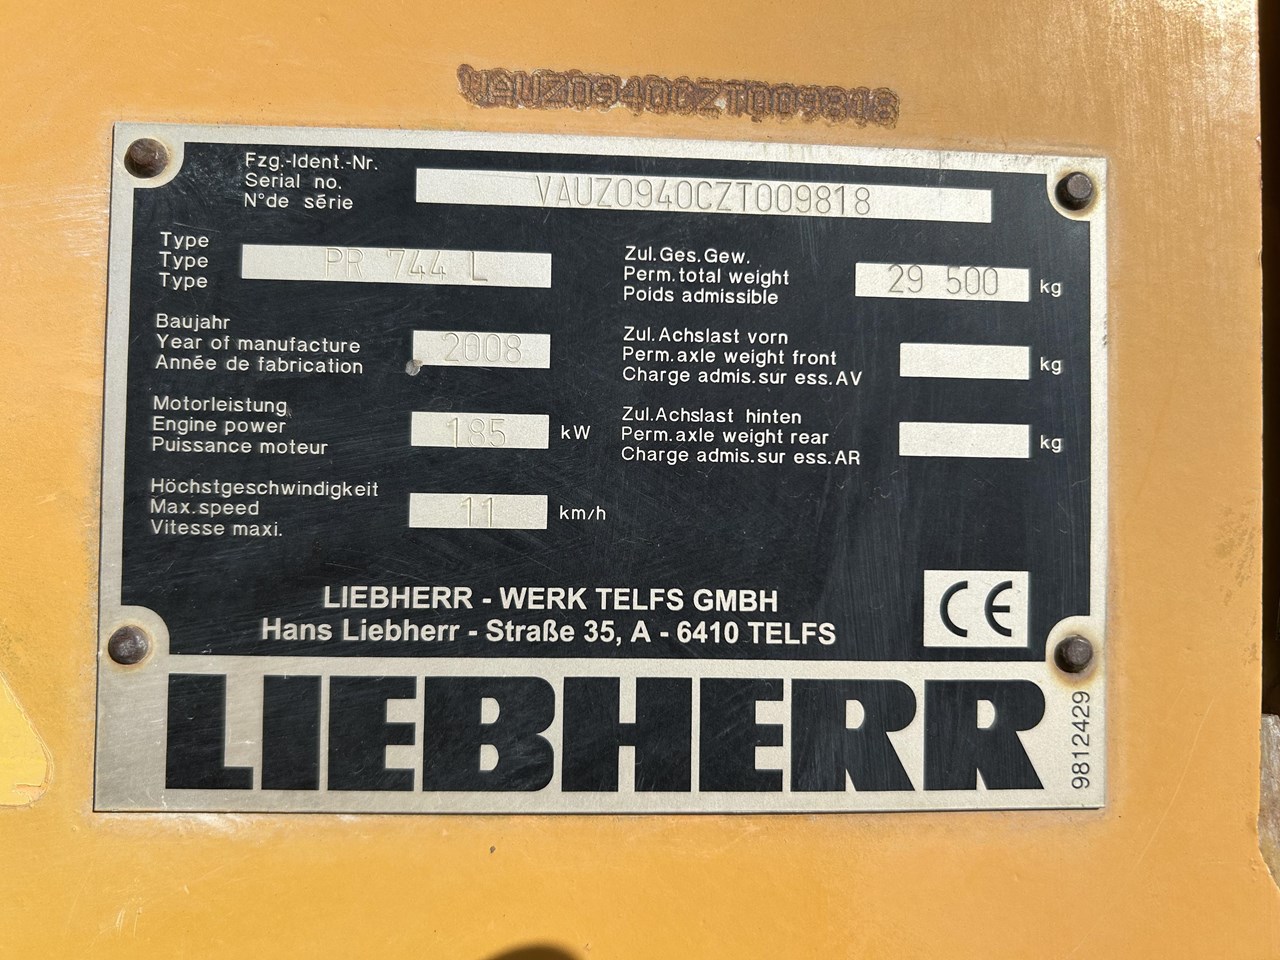 VAUZ0940CZT009818
Fzg.-Ident.-Nr.
Serial no.
N°de série
VAUZ0940CZT009818
Type
Type
Type
PR 744 L
Baujahr
Year of manufacture
Année de fabrication
2008
Motorleistung
Engine power
Puissance moteur
185 kW
Höchstgeschwindigkeit
Max.speed
Vitesse maxi.
11 km/h
Zul.Ges.Gew.
Perm.total weight
Poids admissible
29 500 kg
Zul.Achslast vorn
Perm.axle weight front
Charge admis.sur ess.AV
kg
Zul.Achslast hinten
Perm.axle weight rear
Charge admis.sur ess.AR
kg
LIEBHERR - WERK TELFS GMBH
Hans Liebherr - Straße 35, A - 6410 TELFS
CE
LIEBHERR
9812429